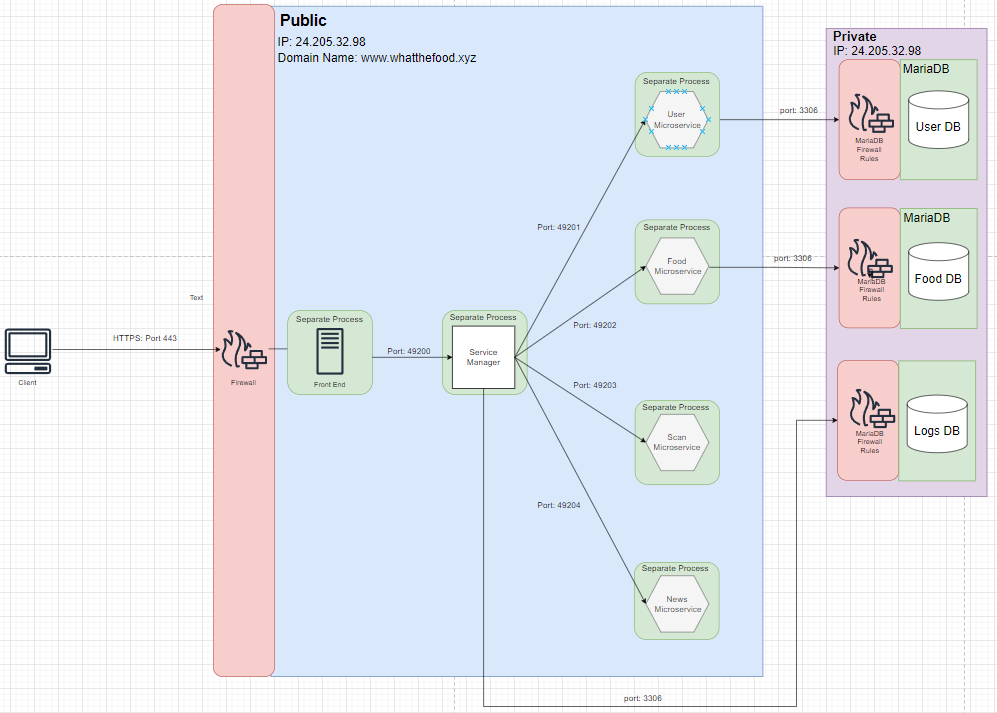 Public
IP: 24.205.32.98
Domain Name: www.whatthefood.xyz
Private
IP: 24.205.32.98
Separate Process
User
Microservice
port: 3306
MariaDB
MariaDB
Firewall
Rules
User DB
Port: 49201
Separate Process
Food
Microservice
port: 3306
MariaDB
MariaDB
Firewall
Rules
Food DB
Text
HTTPS: Port 443
Client
Firewall
Separate Process
Front End
Port: 49200
Separate Process
Service
Manager
Port: 49202
Port: 49203
Separate Process
Scan
Microservice
MariaDB
Firewall
Rules
Logs DB
Port: 49204
Separate Process
News
Microservice
port: 3306